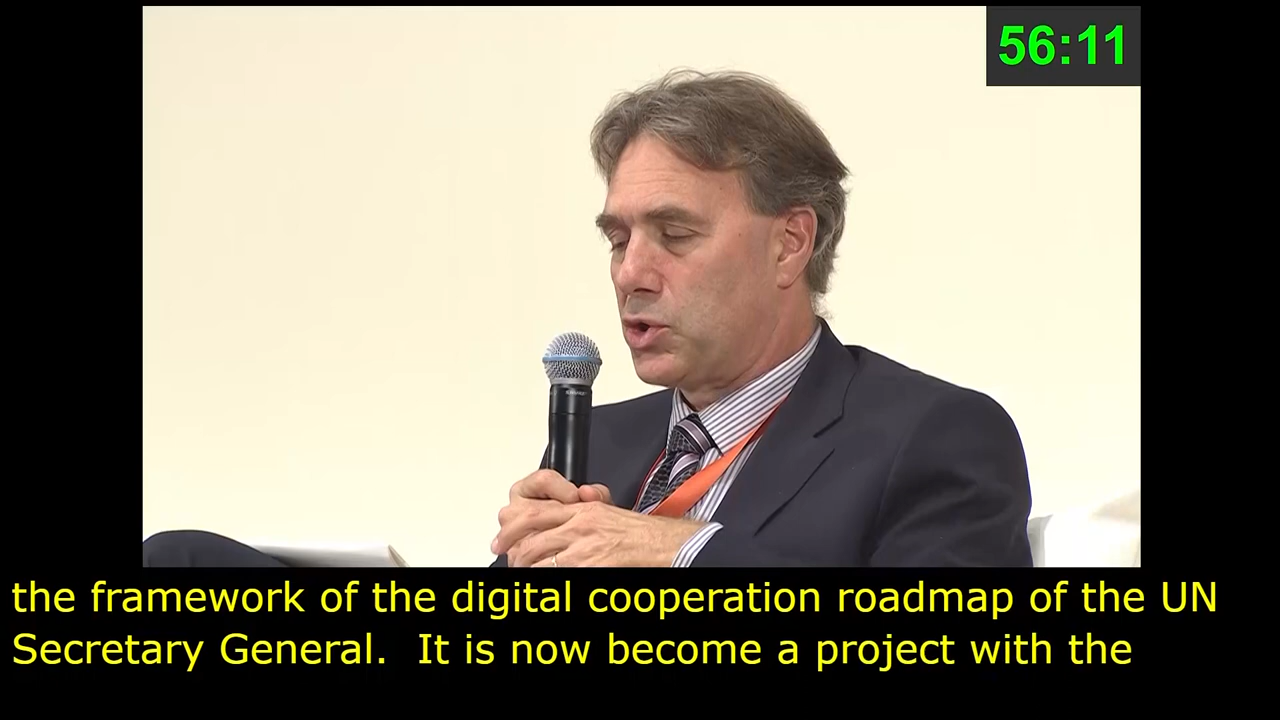 56:11
the framework of the digital cooperation roadmap of the UN
Secretary General.  It is now become a project with the